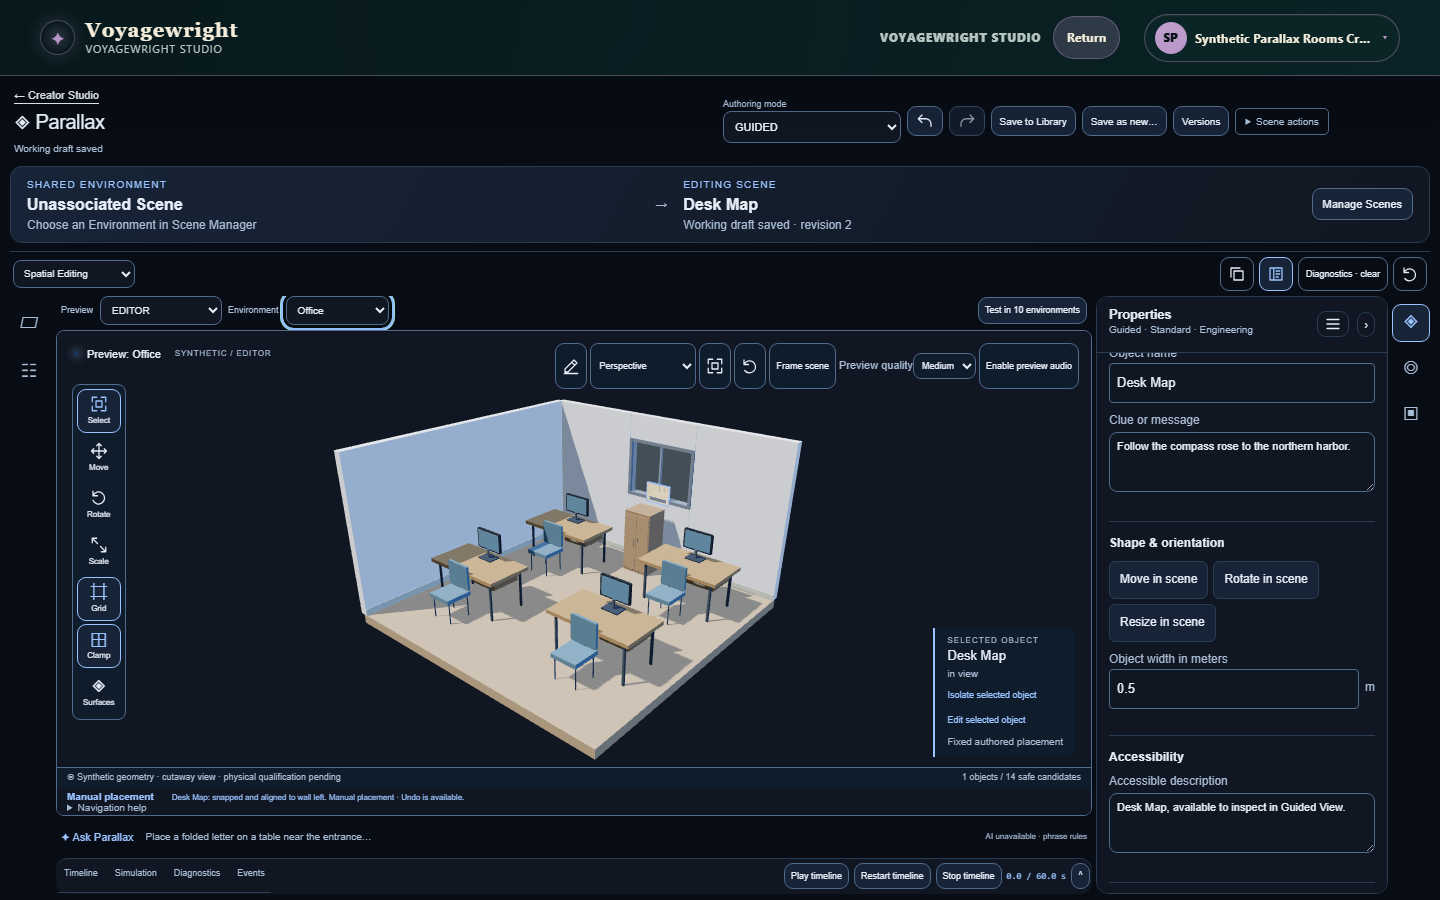 Voyagewright
VOYAGEWRIGHT STUDIO
VOYAGEWRIGHT STUDIO
Return
SP
Synthetic Parallax Rooms Cr...
← Creator Studio
Parallax
Working draft saved
Authoring mode
GUIDED
Save to Library
Save as new...
Versions
Scene actions
SHARED ENVIRONMENT
Unassociated Scene
Choose an Environment in Scene Manager
→
EDITING SCENE
Desk Map
Working draft saved · revision 2
Manage Scenes
Spatial Editing
Diagnostics · clear
Preview
EDITOR
Environment
Office
Test in 10 environments
Preview: Office
SYNTHETIC / EDITOR
Perspective
Frame scene
Preview quality
Medium
Enable preview audio
Select
Move
Rotate
Scale
Grid
Clamp
Surfaces
SELECTED OBJECT
Desk Map
in view
Isolate selected object
Edit selected object
Fixed authored placement
Synthetic geometry · cutaway view · physical qualification pending
1 objects / 14 safe candidates
Manual placement
Desk Map: snapped and aligned to wall left. Manual placement · Undo is available.
Navigation help
Ask Parallax
Place a folded letter on a table near the entrance...
AI unavailable · phrase rules
Timeline
Simulation
Diagnostics
Events
Play timeline
Restart timeline
Stop timeline
0.0 / 60.0 s
Properties
Guided · Standard · Engineering
Object name
Desk Map
Clue or message
Follow the compass rose to the northern harbor.
Shape & orientation
Move in scene
Rotate in scene
Resize in scene
Object width in meters
0.5
m
Accessibility
Accessible description
Desk Map, available to inspect in Guided View.